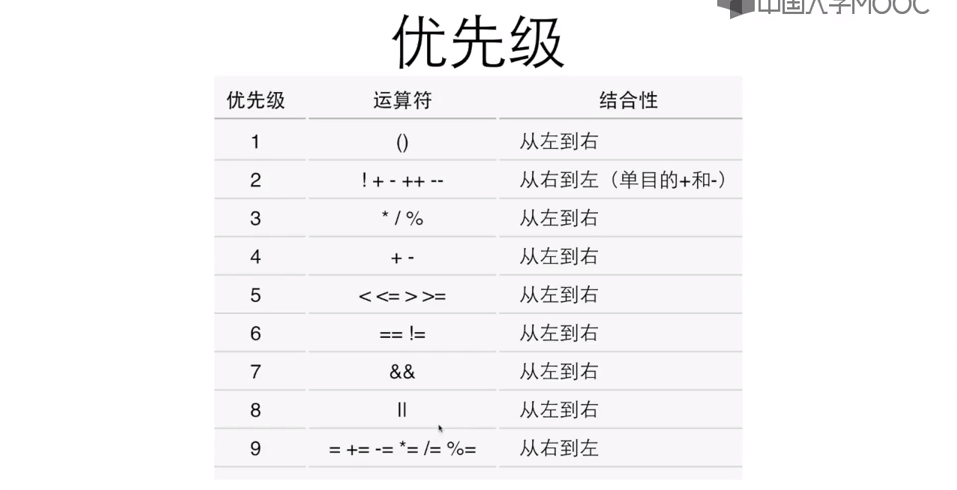 中国大学MOOC
优先级
优先级 运算符 结合性
1 () 从左到右
2 ! + - ++ -- 从右到左（单目的+和-）
3 * / % 从左到右
4 + - 从左到右
5 < <= > >= 从左到右
6 == != 从左到右
7 && 从左到右
8 || 从左到右
9 = += -= *= /= %= 从右到左